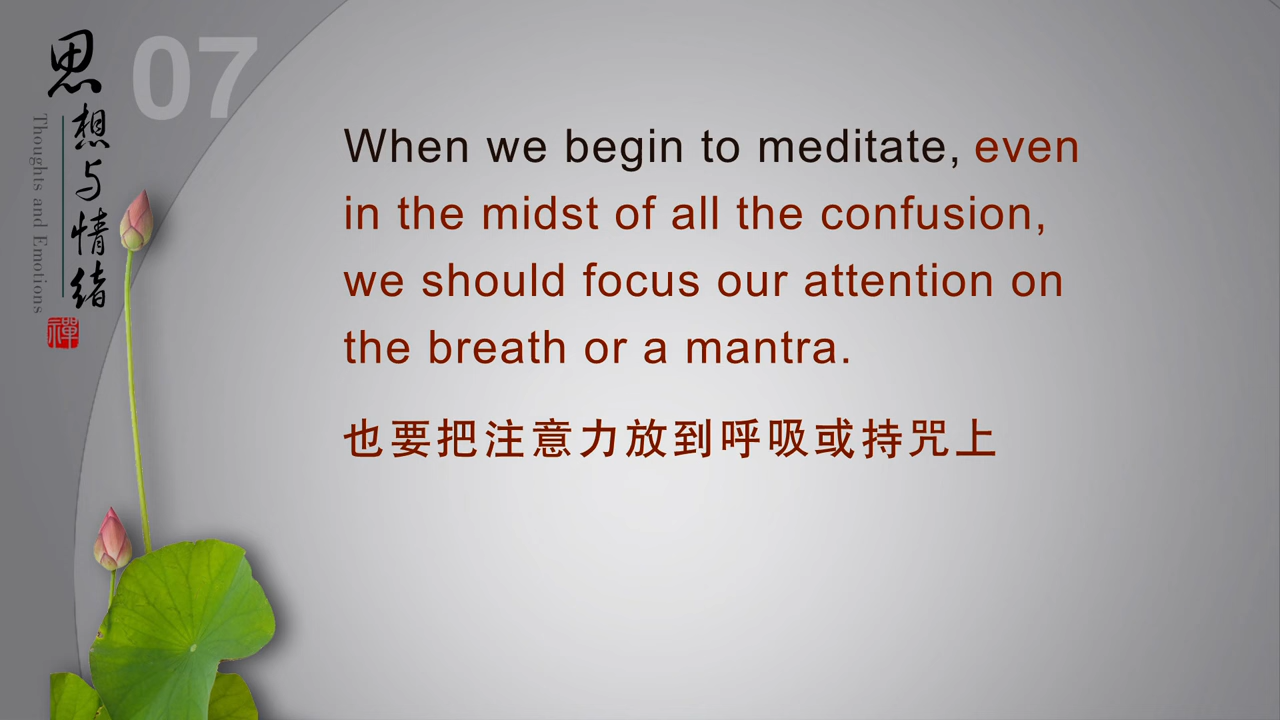 思想与情绪
Thoughts and Emotions
禪
07
When we begin to meditate, even
in the midst of all the confusion,
we should focus our attention on
the breath or a mantra.
也要把注意力放到呼吸或持咒上